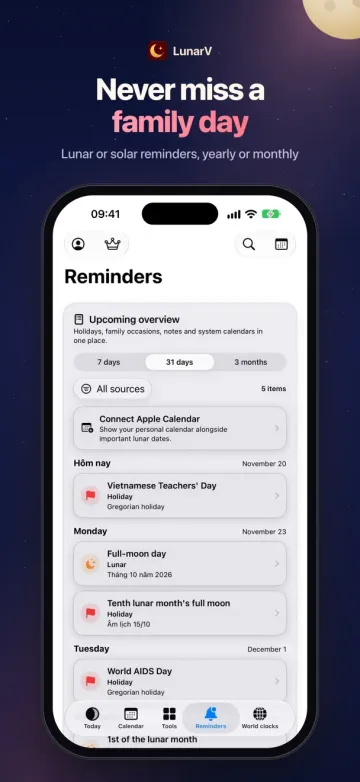 LunarV
Never miss a
family day
Lunar or solar reminders, yearly or monthly
09:41
Reminders
Upcoming overview
Holidays, family occasions, notes and system calendars in
one place.
7 days
31 days
3 months
All sources
5 items
Connect Apple Calendar
Show your personal calendar alongside
important lunar dates.
Hôm nay
November 20
Vietnamese Teachers' Day
Holiday
Gregorian holiday
Monday
November 23
Full-moon day
Lunar
Tháng 10 năm 2026
Tenth lunar month's full moon
Holiday
Âm lịch 15/10
Tuesday
December 1
World AIDS Day
Holiday
Gregorian holiday
Today
Calendar
Tools
Reminders
World clocks
1st of the lunar month